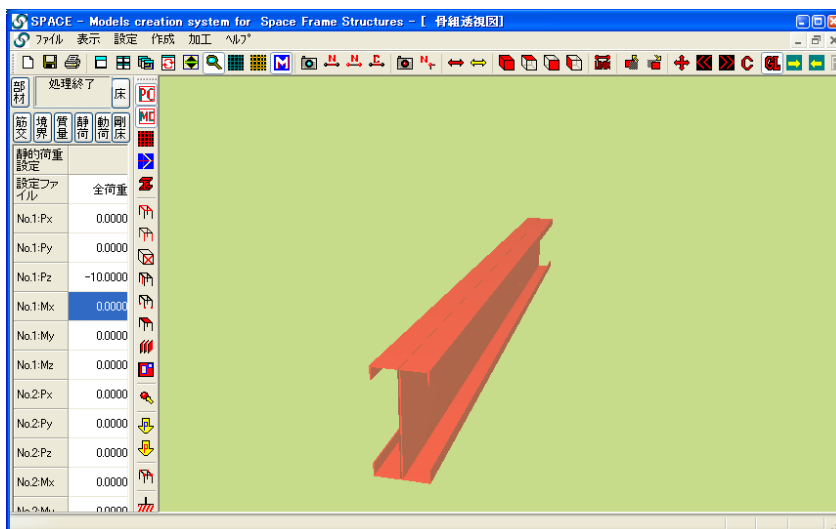 SPACE - Models creation system for Space Frame Structures - [ 骨組透視図]
ファイル 表示 設定 作成 加工 ヘルプ
部材 処理終了 床
筋交 境界 質量 静荷 動荷 剛床
静的荷重設定
設定ファイル 全荷重
No.1:Px 0.0000
No.1:Py 0.0000
No.1:Pz -10.0000
No.1:Mx 0.0000
No.1:My 0.0000
No.1:Mz 0.0000
No.2:Px 0.0000
No.2:Py 0.0000
No.2:Pz 0.0000
No.2:Mx 0.0000
No.2:My 0.0000